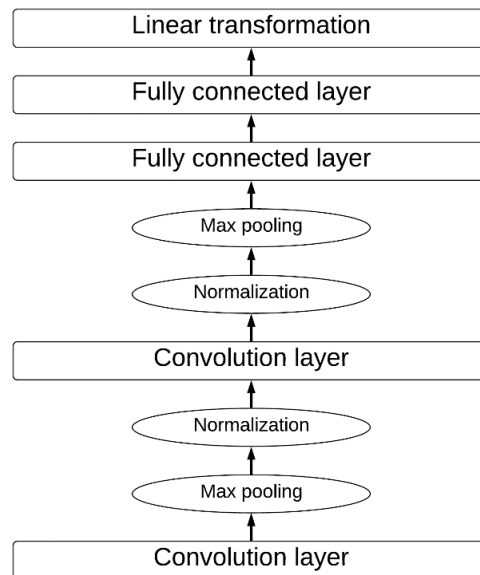 Linear transformation
Fully connected layer
Fully connected layer
Max pooling
Normalization
Convolution layer
Normalization
Max pooling
Convolution layer